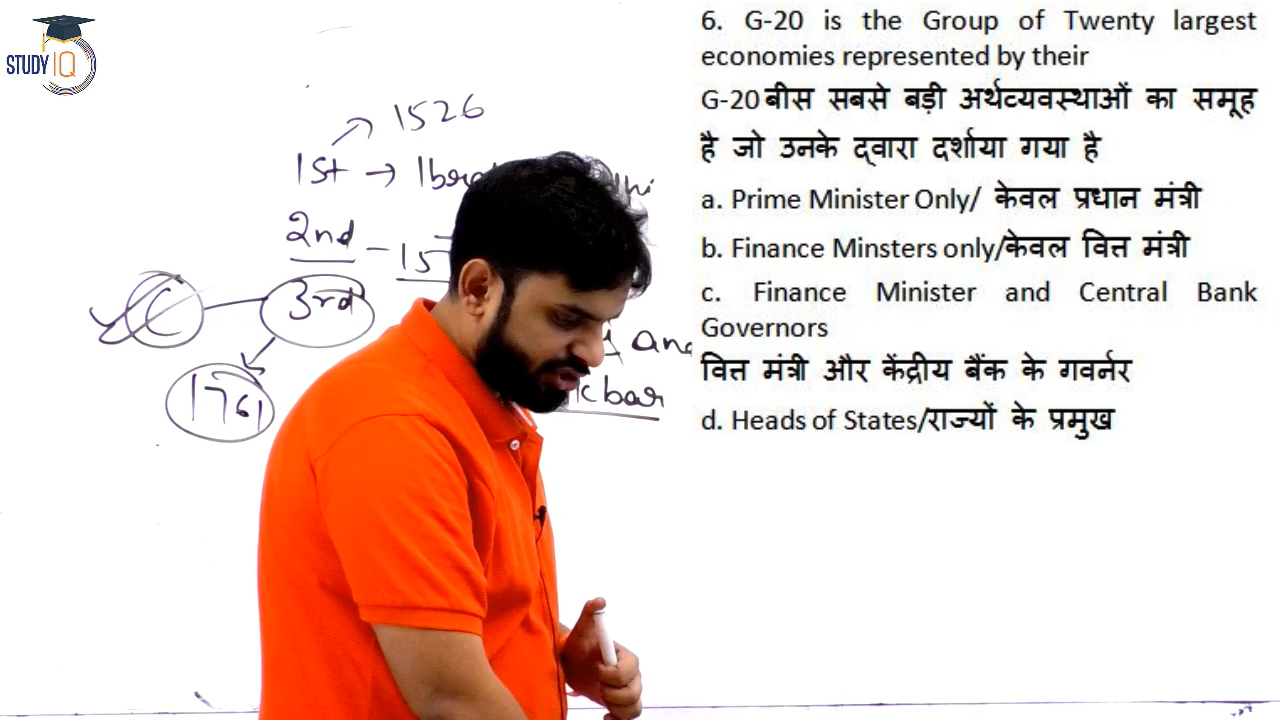 STUDY IQ
1526
1st →
2nd - 15
C 3rd
1761
and
6. G-20 is the Group of Twenty largest
economies represented by their
G-20 बीस सबसे बड़ी अर्थव्यवस्थाओं का समूह
है जो उनके द्वारा दर्शाया गया है
a. Prime Minister Only/ केवल प्रधान मंत्री
b. Finance Minsters only/केवल वित्त मंत्री
c. Finance Minister and Central Bank
Governors
वित्त मंत्री और केंद्रीय बैंक के गवर्नर
d. Heads of States/राज्यों के प्रमुख